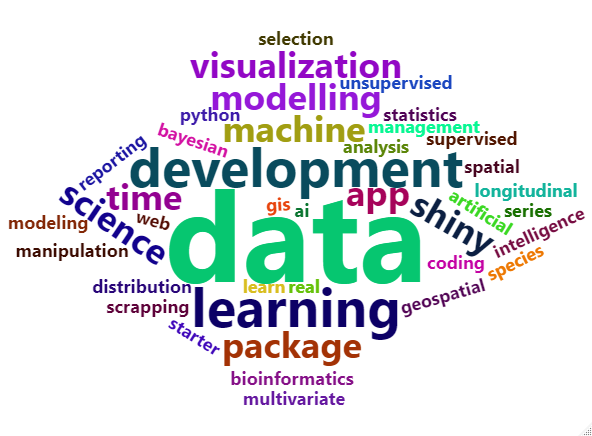 selection
visualization
unsupervised
modelling
python
statistics
machine
management
bayesian
analysis
supervised
reporting
development
spatial
time
app
longitudinal
science
shiny
artificial
gis
ai
series
modeling
web
data
intelligence
manipulation
coding
species
distribution
learn
real
geospatial
scrapping
learning
starter
package
bioinformatics
multivariate